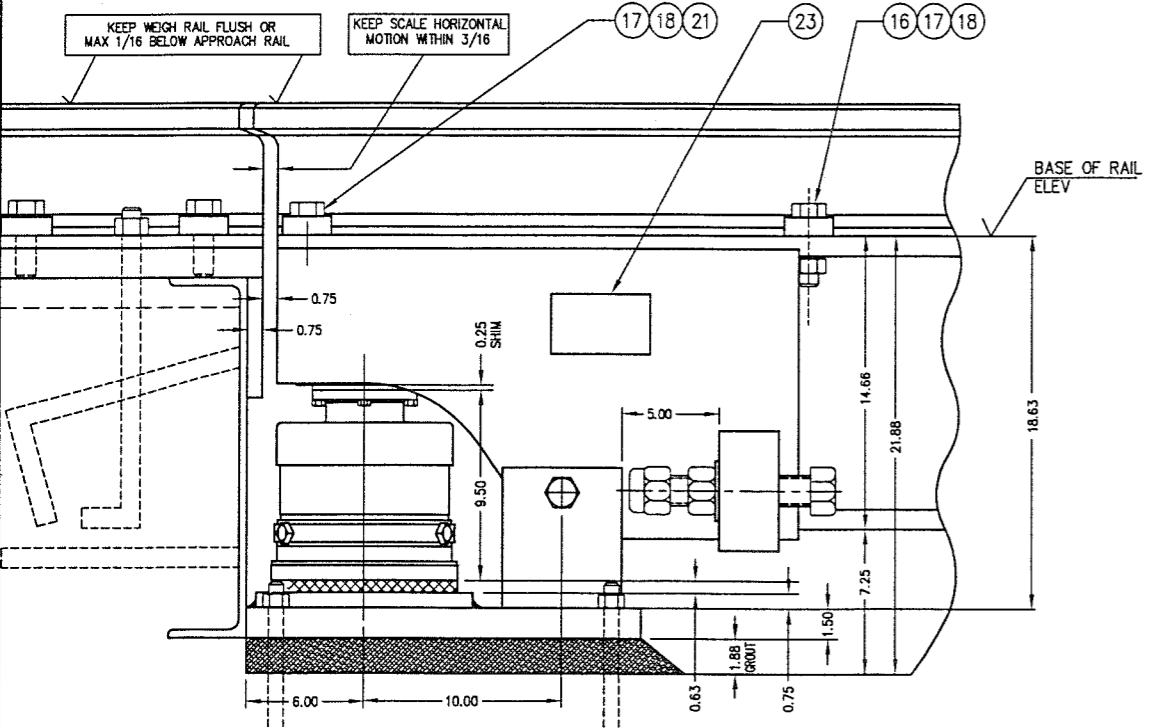 KEEP WEIGH RAIL FLUSH OR
MAX 1/16 BELOW APPROACH RAIL
KEEP SCALE HORIZONTAL
MOTION WITHIN 3/16
17 18 21
23
16 17 18
BASE OF RAIL
ELEV
0.75
0.75
0.25
SHIM
9.50
5.00
14.66
21.88
18.63
7.25
1.50
1.88
GROUT
0.63
0.75
6.00
10.00